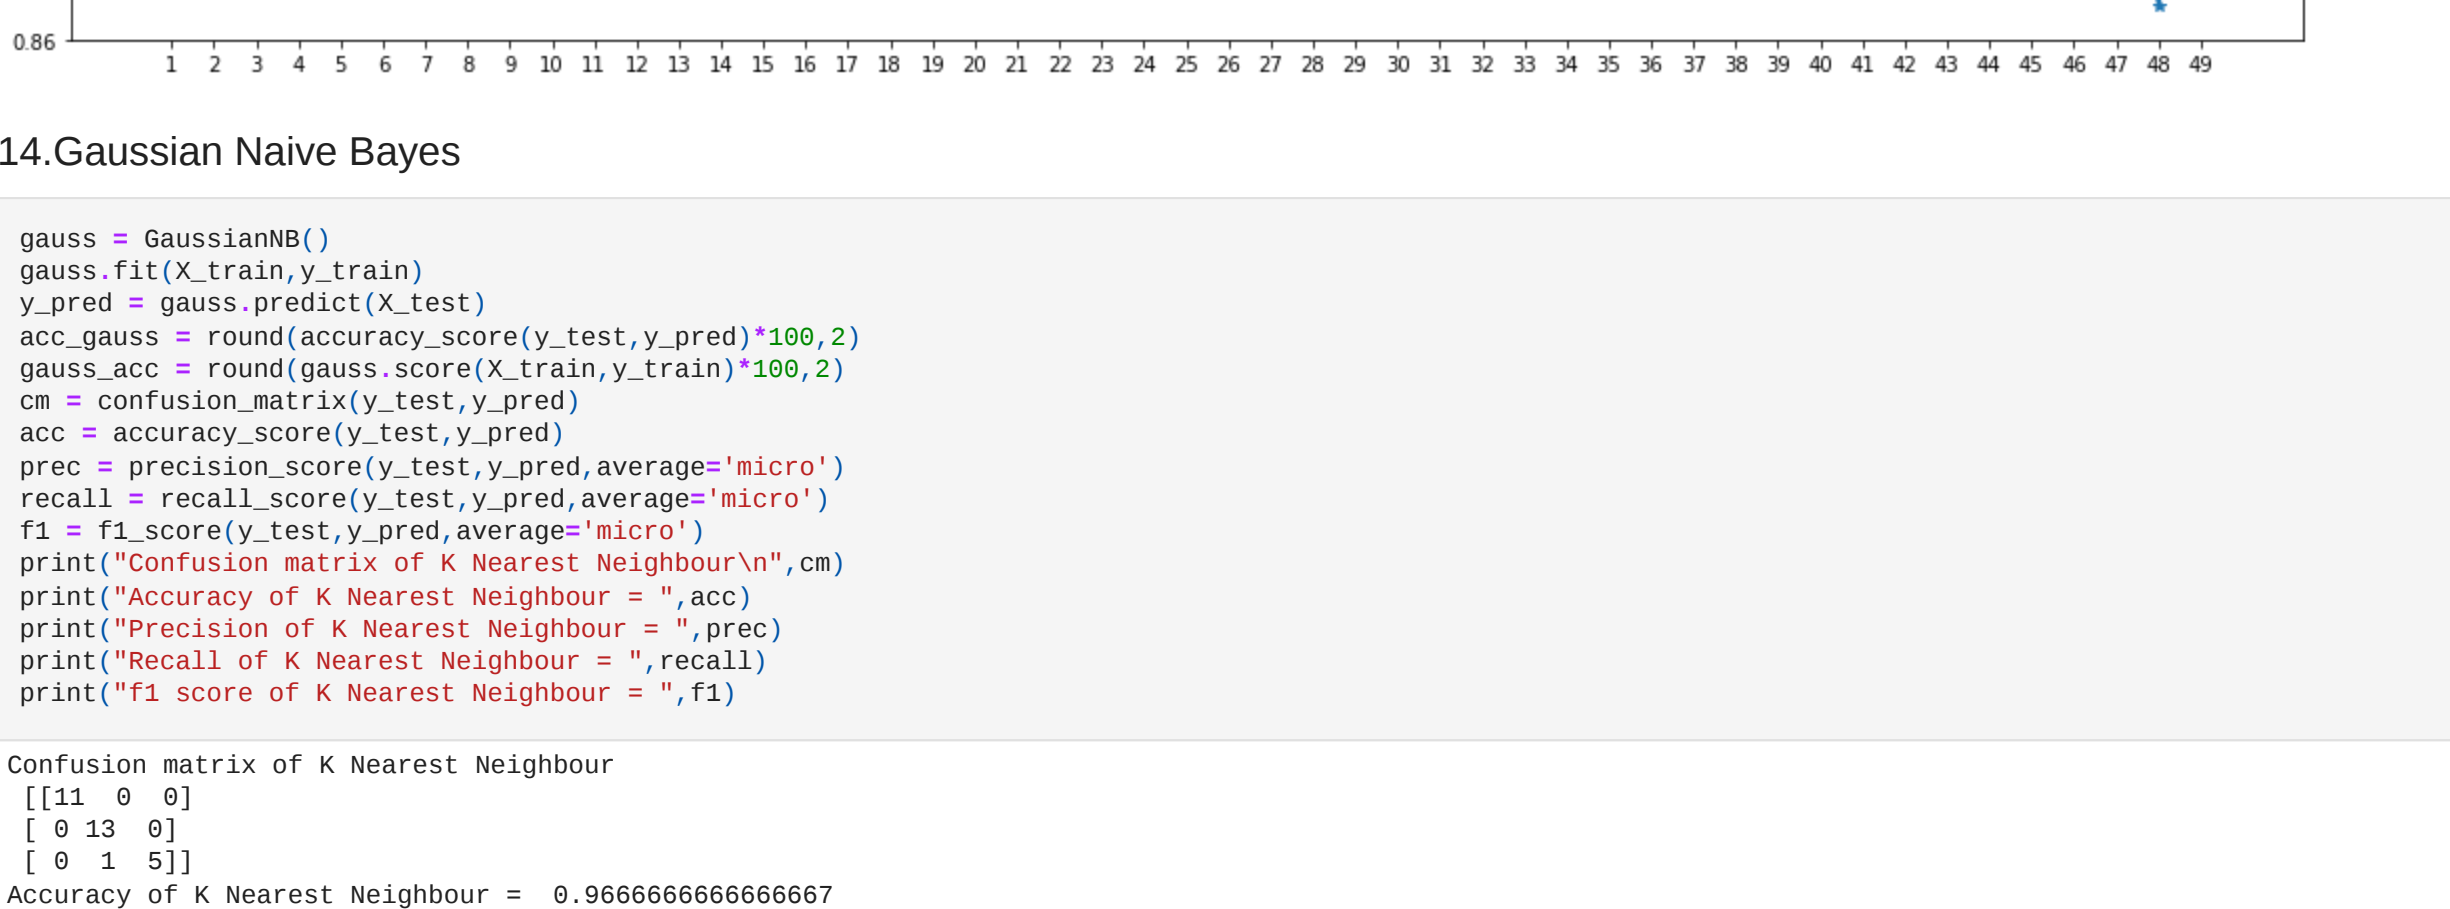 0.86
1 2 3 4 5 6 7 8 9 10 11 12 13 14 15 16 17 18 19 20 21 22 23 24 25 26 27 28 29 30 31 32 33 34 35 36 37 38 39 40 41 42 43 44 45 46 47 48 49
14.Gaussian Naive Bayes
gauss = GaussianNB()
gauss.fit(X_train,y_train)
y_pred = gauss.predict(X_test)
acc_gauss = round(accuracy_score(y_test,y_pred)*100,2)
gauss_acc = round(gauss.score(X_train,y_train)*100,2)
cm = confusion_matrix(y_test,y_pred)
acc = accuracy_score(y_test,y_pred)
prec = precision_score(y_test,y_pred,average='micro')
recall = recall_score(y_test,y_pred,average='micro')
f1 = f1_score(y_test,y_pred,average='micro')
print("Confusion matrix of K Nearest Neighbour\n",cm)
print("Accuracy of K Nearest Neighbour = ",acc)
print("Precision of K Nearest Neighbour = ",prec)
print("Recall of K Nearest Neighbour = ",recall)
print("f1 score of K Nearest Neighbour = ",f1)
Confusion matrix of K Nearest Neighbour
 [[11  0  0]
 [ 0 13  0]
 [ 0  1  5]]
Accuracy of K Nearest Neighbour =  0.9666666666666667